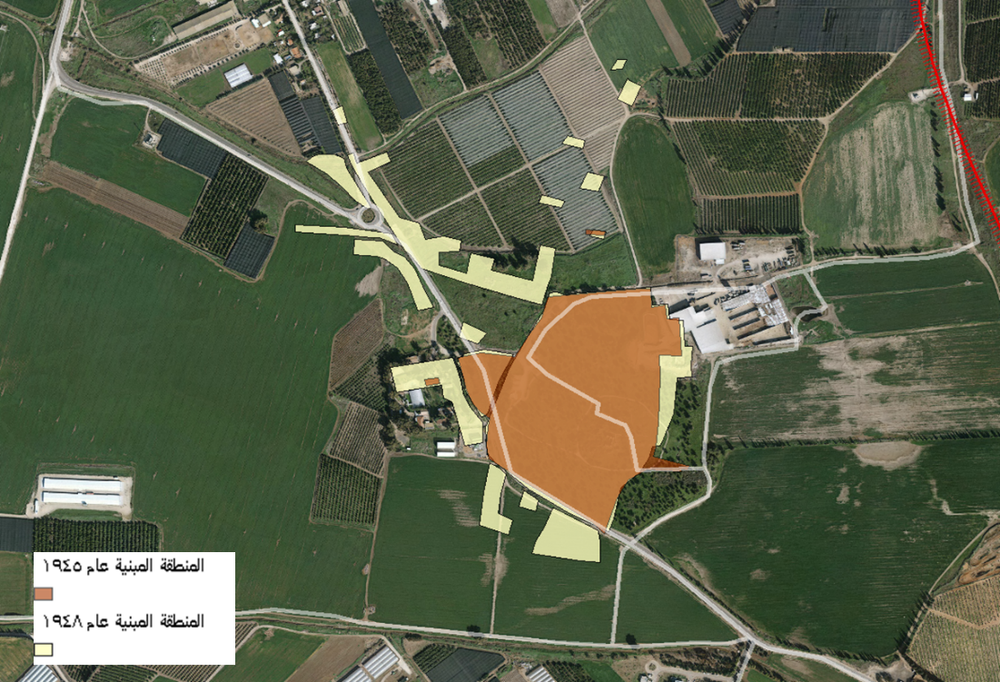 المنطقة المبنية عام ١٩٤٥
المنطقة المبنية عام ١٩٤٨